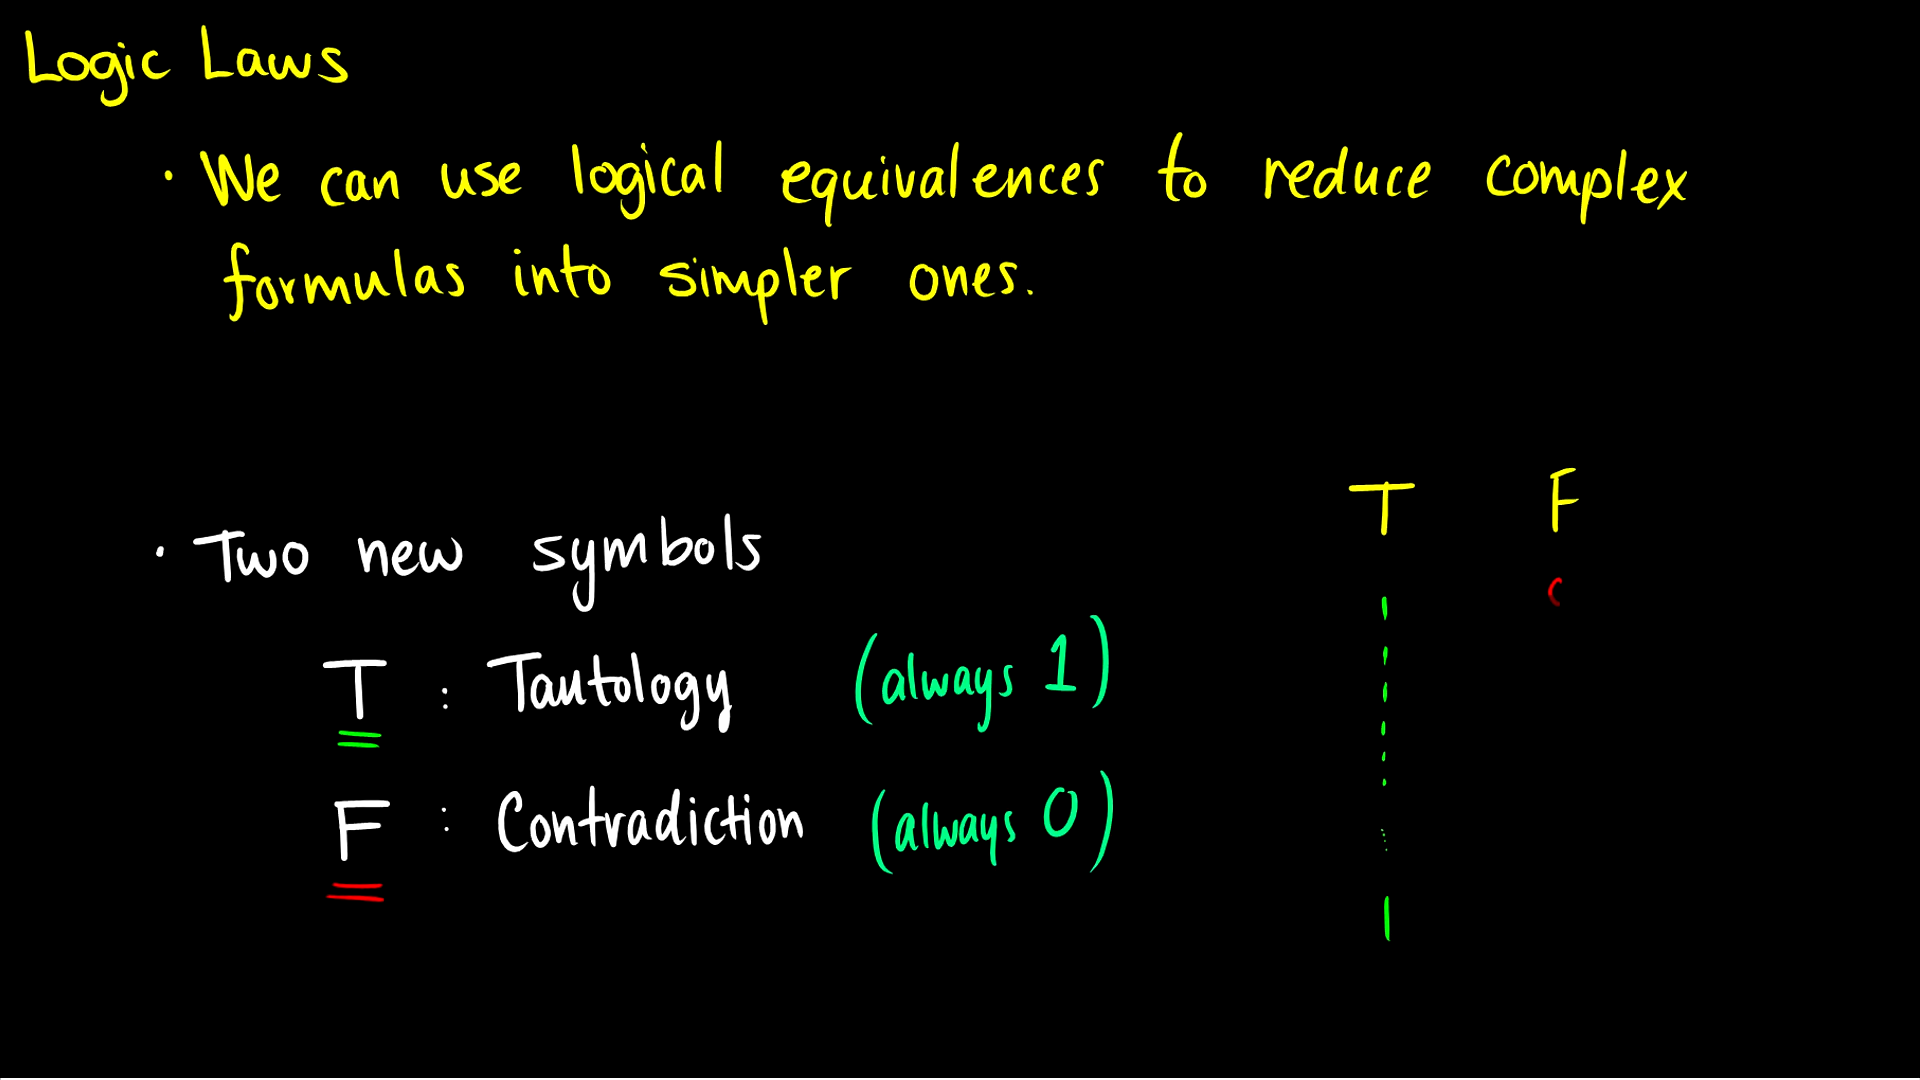 Logic Laws
· We can use logical equivalences to reduce complex
formulas into simpler ones.
T F
· Two new symbols
T : Tautology (always 1)
F : Contradiction (always 0)